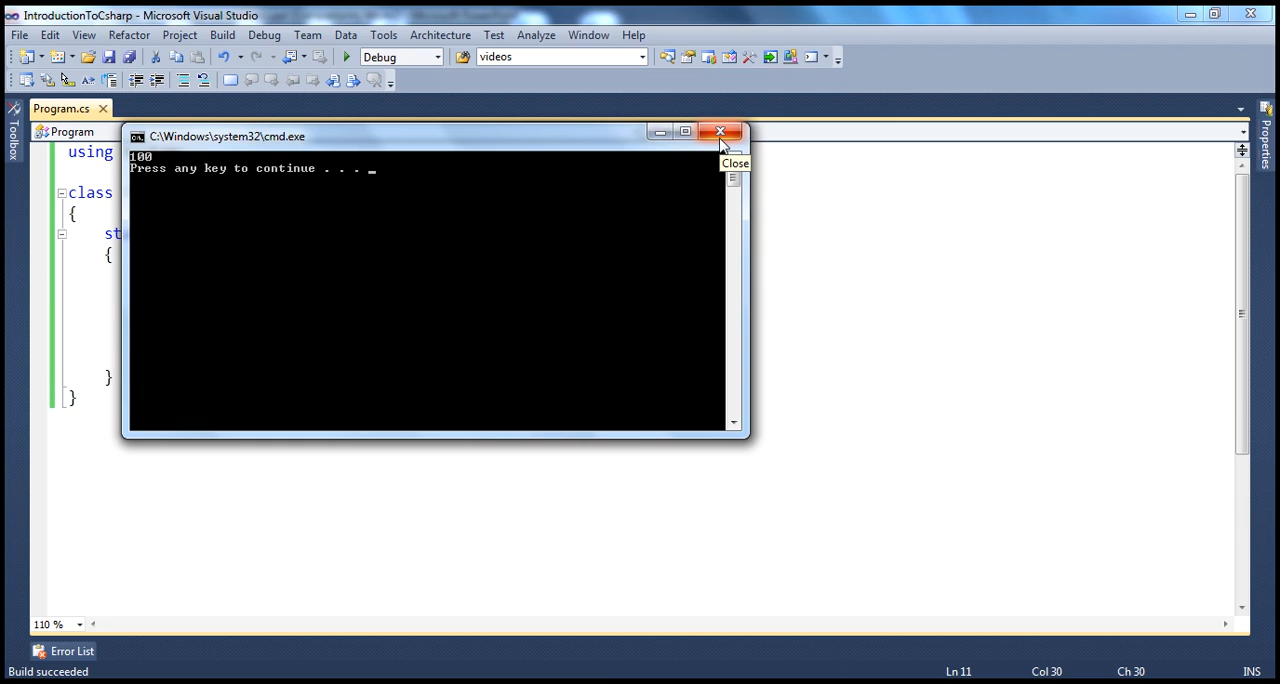 IntroductionToCsharp - Microsoft Visual Studio
File Edit View Refactor Project Build Debug Team Data Tools Architecture Test Analyze Window Help
Debug videos
Program.cs
Toolbox
Properties
Program
C:\Windows\system32\cmd.exe
100
Press any key to continue . . . _
Close
using
class
{
st
{
}
}
110 %
Error List
Build succeeded Ln 11 Col 30 Ch 30 INS